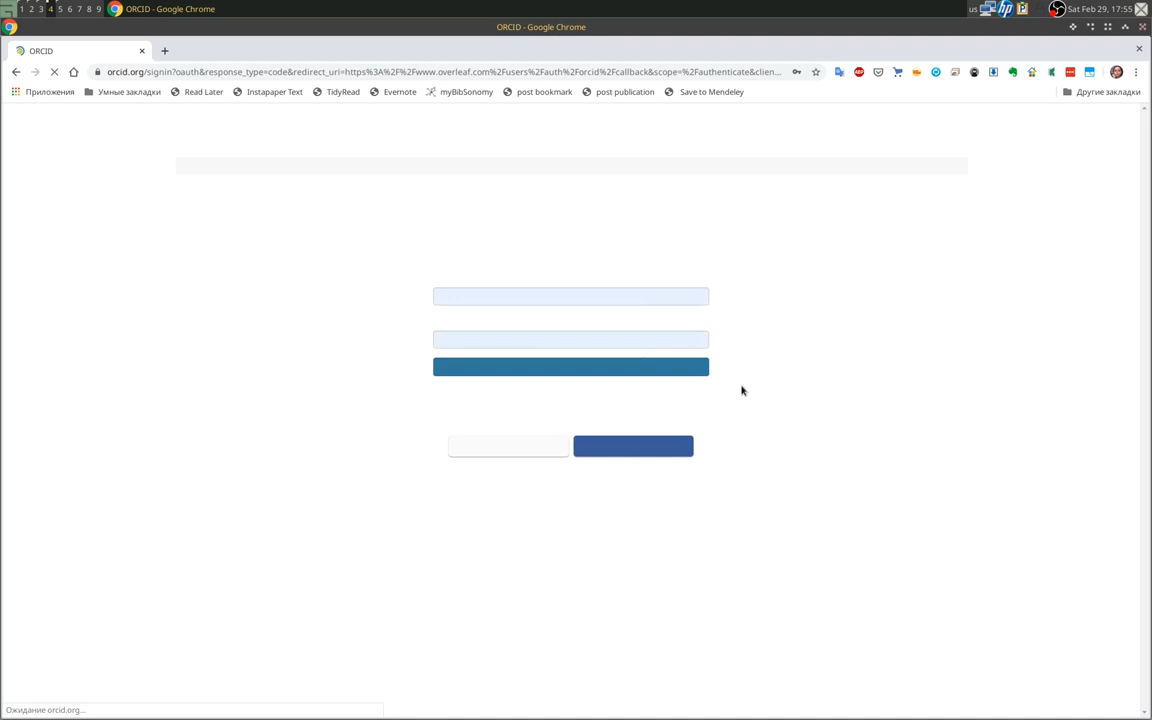 1 2 3 4 5 6 7 8 9 ORCID - Google Chrome us hp Sat Feb 29, 17:55
ORCID - Google Chrome
ORCID
orcid.org/signin?oauth&response_type=code&redirect_uri=https%3A%2F%2Fwww.overleaf.com%2Fusers%2Fauth%2Forcid%2Fcallback&scope=%2Fauthenticate&clien... ABP
Приложения Умные закладки Read Later Instapaper Text TidyRead Evernote myBibSonomy post bookmark post publication Save to Mendeley Другие закладки
Ожидание orcid.org...